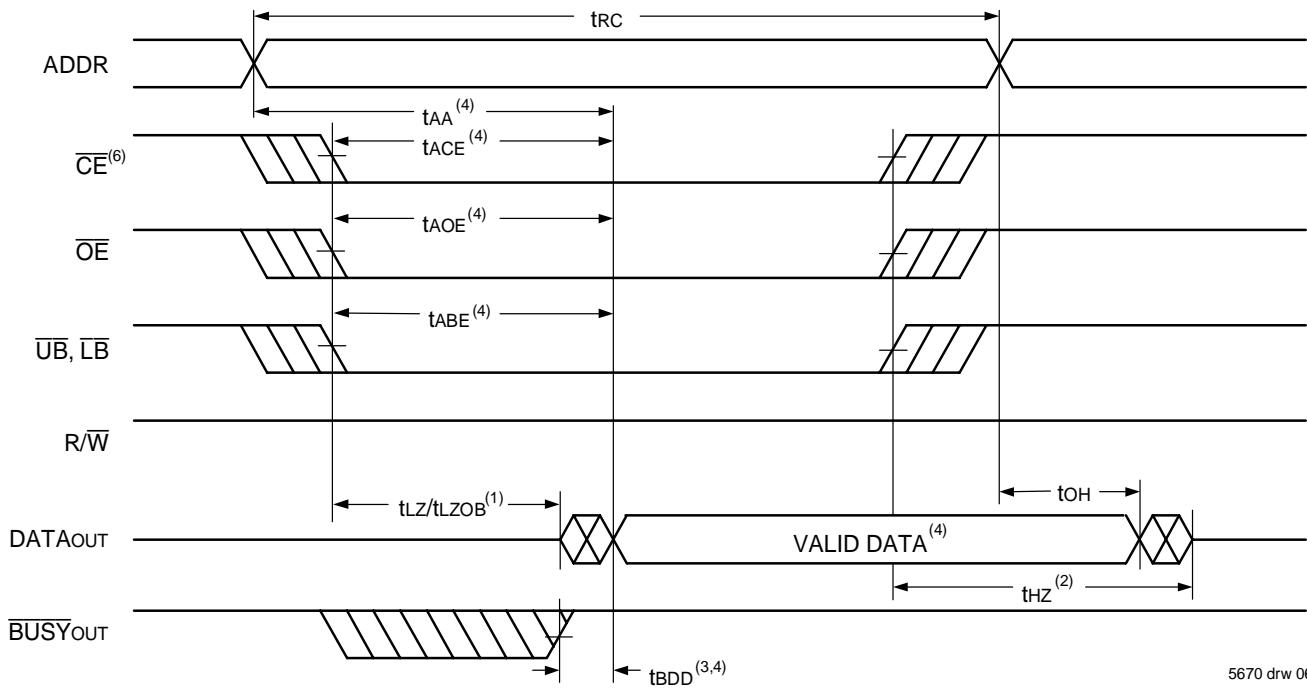 tRC
ADDR
tAA(4)
CE(6)
tACE(4)
OE
tAOE(4)
UB, LB
tABE(4)
R/W
tLZ/tLZOB(1)
tOH
DATAOUT
VALID DATA(4)
tHZ(2)
BUSYOUT
tBDD(3,4)
5670 drw 06